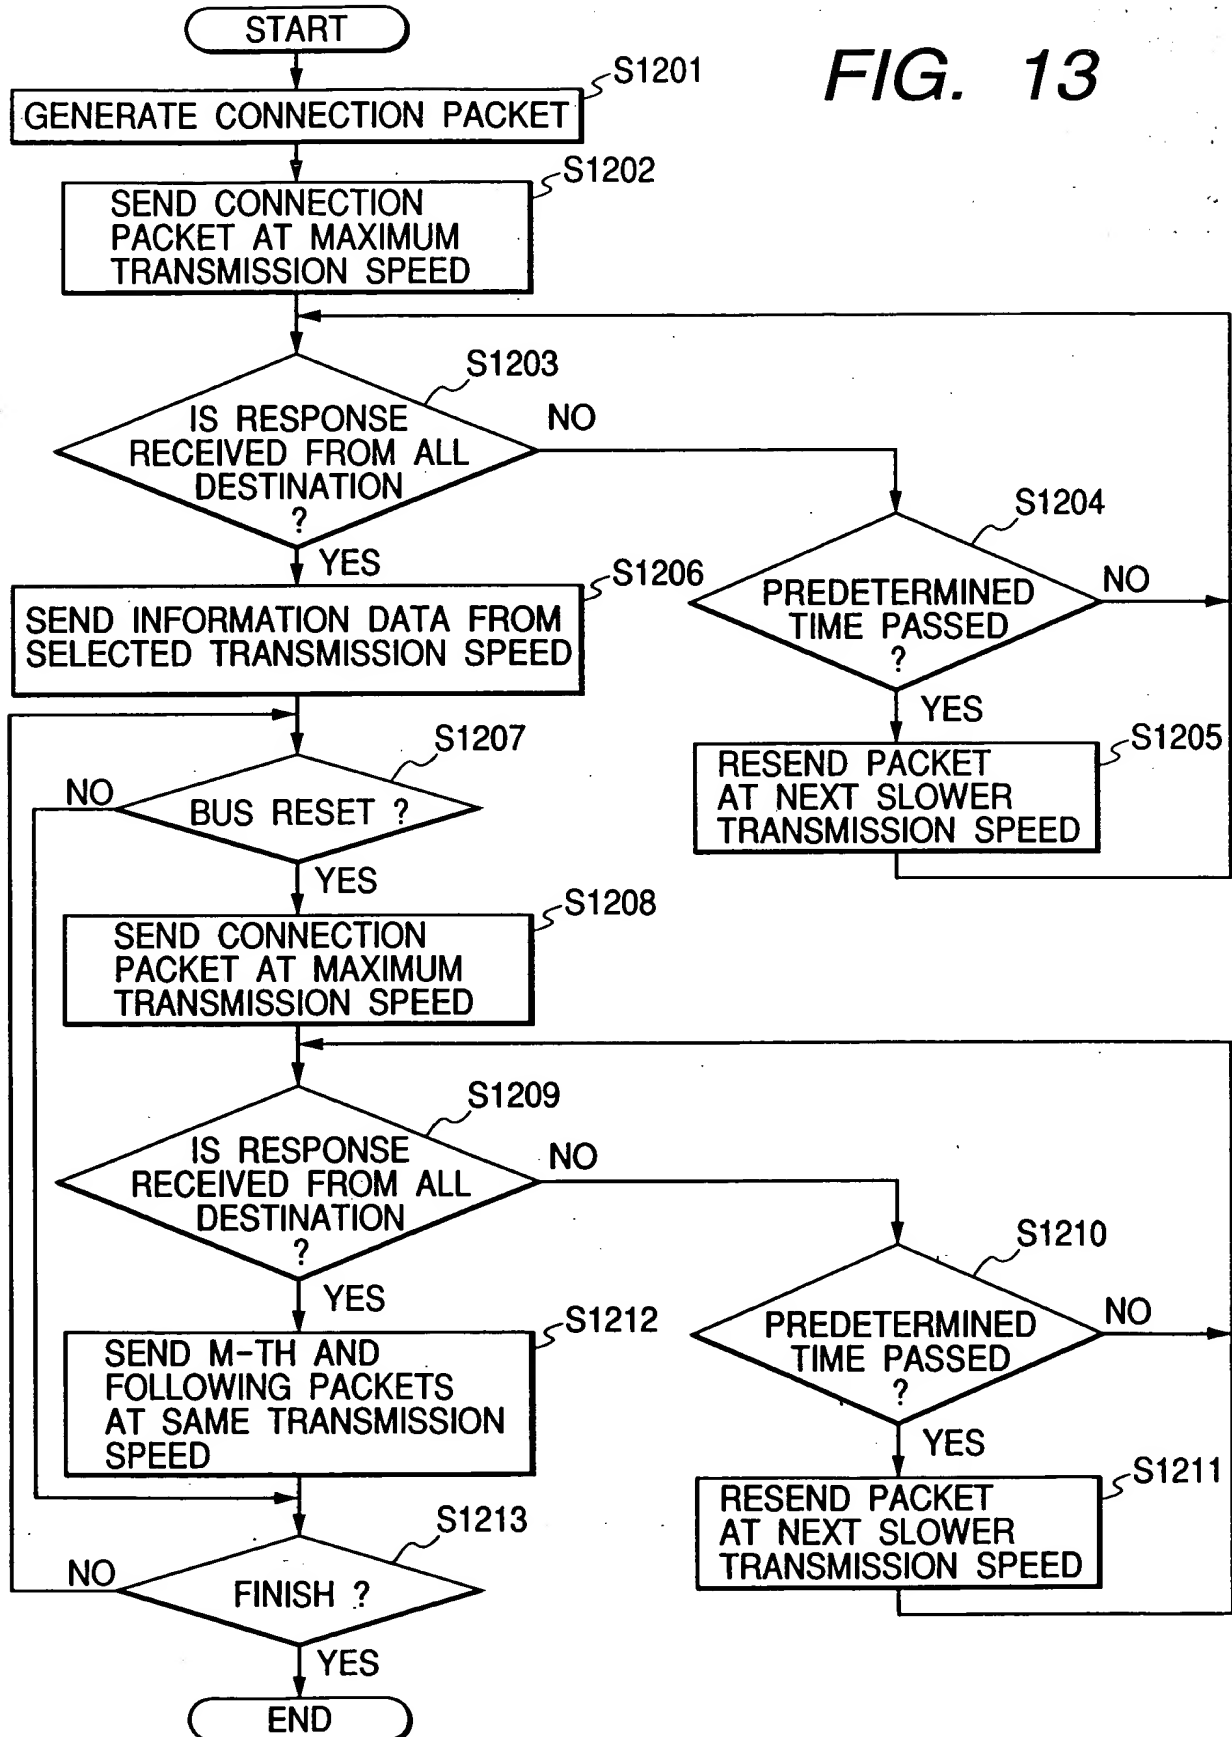 START
FIG. 13
S1201
GENERATE CONNECTION PACKET
S1202
SEND CONNECTION
PACKET AT MAXIMUM
TRANSMISSION SPEED
S1203
IS RESPONSE
RECEIVED FROM ALL
DESTINATION
?
NO
YES
S1204
PREDETERMINED
TIME PASSED
?
NO
YES
S1205
RESEND PACKET
AT NEXT SLOWER
TRANSMISSION SPEED
S1206
SEND INFORMATION DATA FROM
SELECTED TRANSMISSION SPEED
S1207
BUS RESET ?
NO
YES
S1208
SEND CONNECTION
PACKET AT MAXIMUM
TRANSMISSION SPEED
S1209
IS RESPONSE
RECEIVED FROM ALL
DESTINATION
?
NO
YES
S1210
PREDETERMINED
TIME PASSED
?
NO
YES
S1211
RESEND PACKET
AT NEXT SLOWER
TRANSMISSION SPEED
S1212
SEND M-TH AND
FOLLOWING PACKETS
AT SAME TRANSMISSION
SPEED
S1213
FINISH ?
NO
YES
END